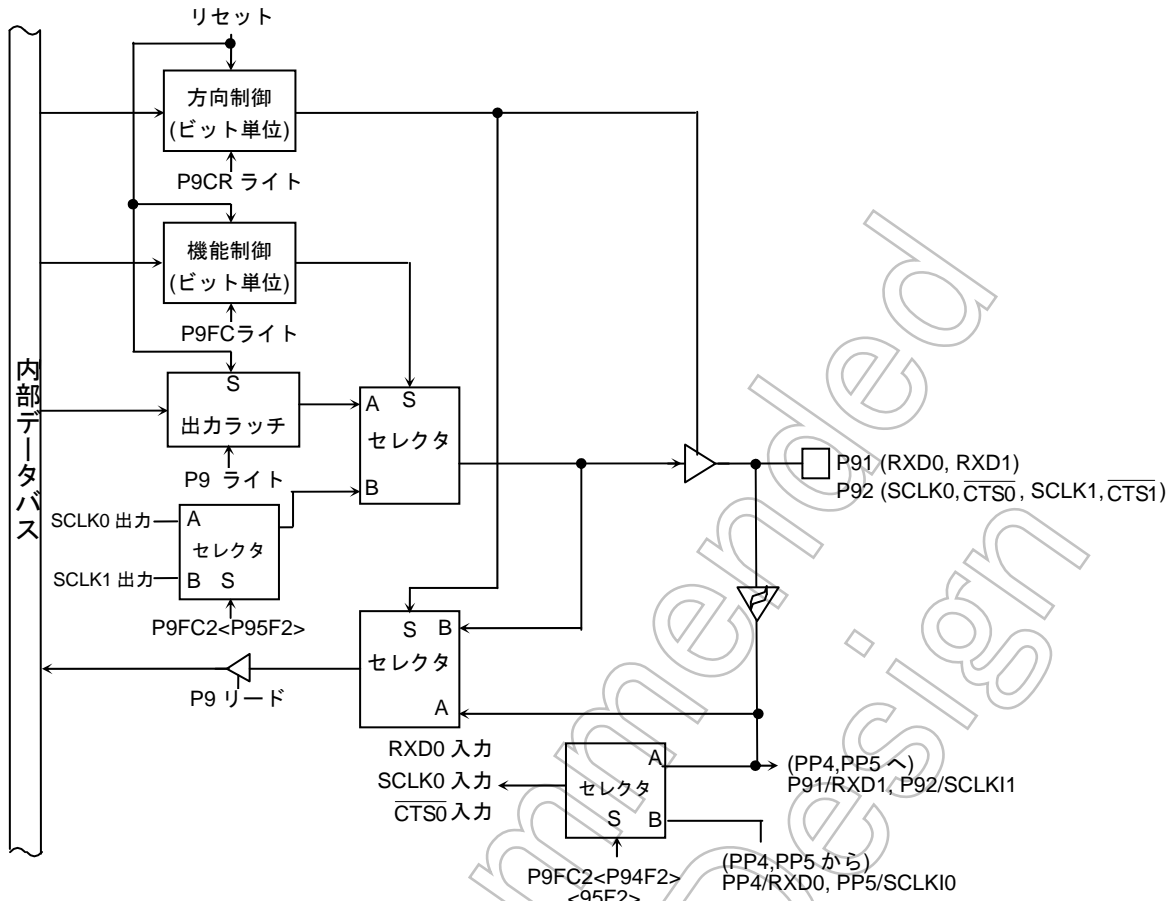 リセット
方向制御
(ビット単位)
P9CR ライト
機能制御
(ビット単位)
P9FCライト
内部データバス
S
出力ラッチ
P9 ライト
A S
セレクタ
B
P91 (RXD0, RXD1)
P92 (SCLK0, CTS0, SCLK1, CTS1)
SCLK0 出力
A
セレクタ
SCLK1 出力
B S
P9FC2<P95F2>
S B
セレクタ
A
P9 リード
RXD0 入力
SCLK0 入力
CTS0 入力
A
セレクタ
S B
(PP4,PP5 へ)
P91/RXD1, P92/SCLKI1
(PP4,PP5 から)
PP4/RXD0, PP5/SCLKI0
P9FC2<P94F2>
<95F2>
mmended
Design